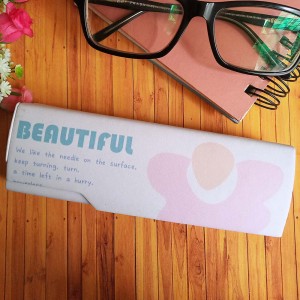 BEAUTIFUL
We like the needle on the surface,
keep turning, turn,
a time left in a hurry.